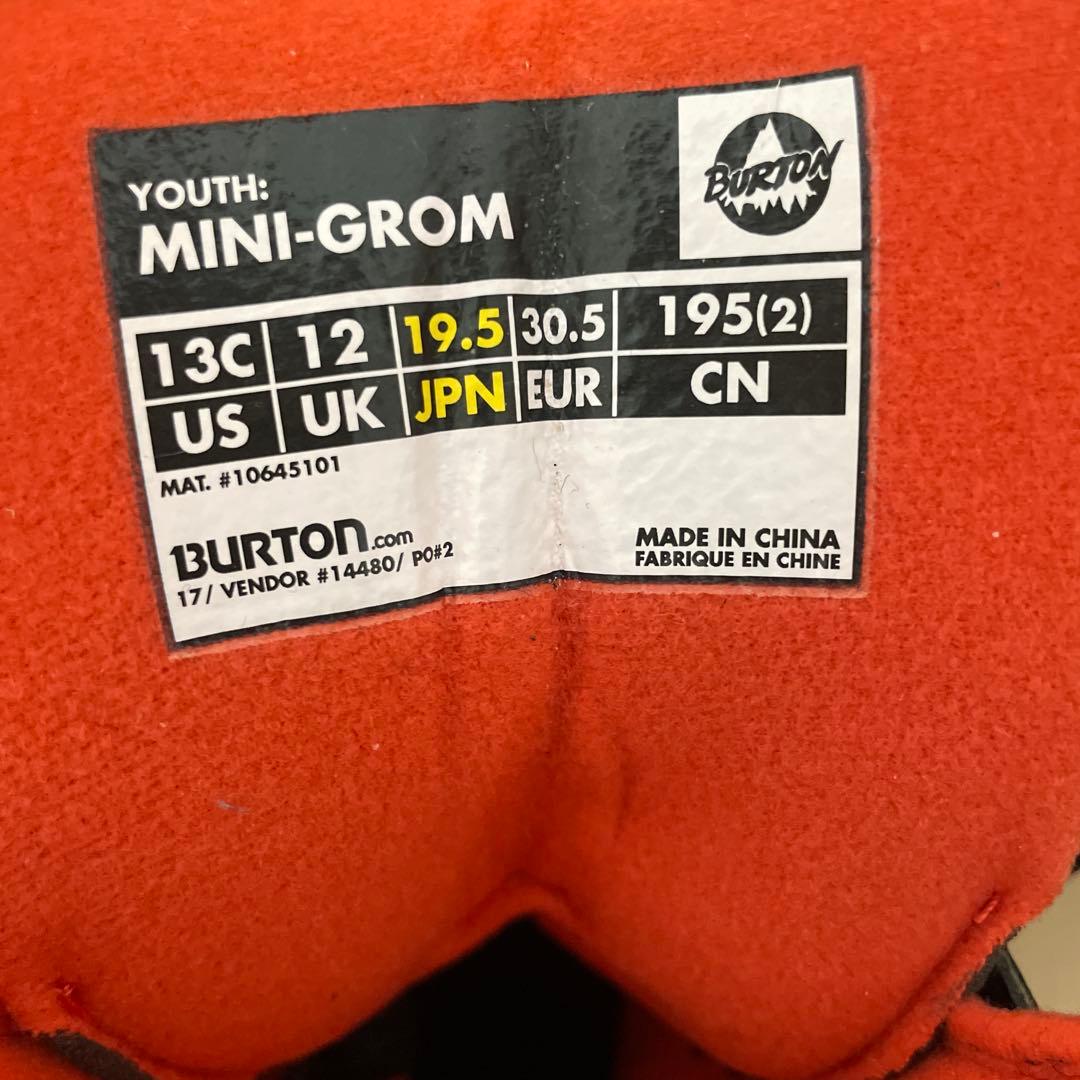 YOUTH:
MINI-GROM
BURTON
13C 12 19.5 30.5 195(2)
US UK JPN EUR CN
MAT. #10645101
BURTON.com
17/ VENDOR #14480/ PO#2
MADE IN CHINA
FABRIQUE EN CHINE